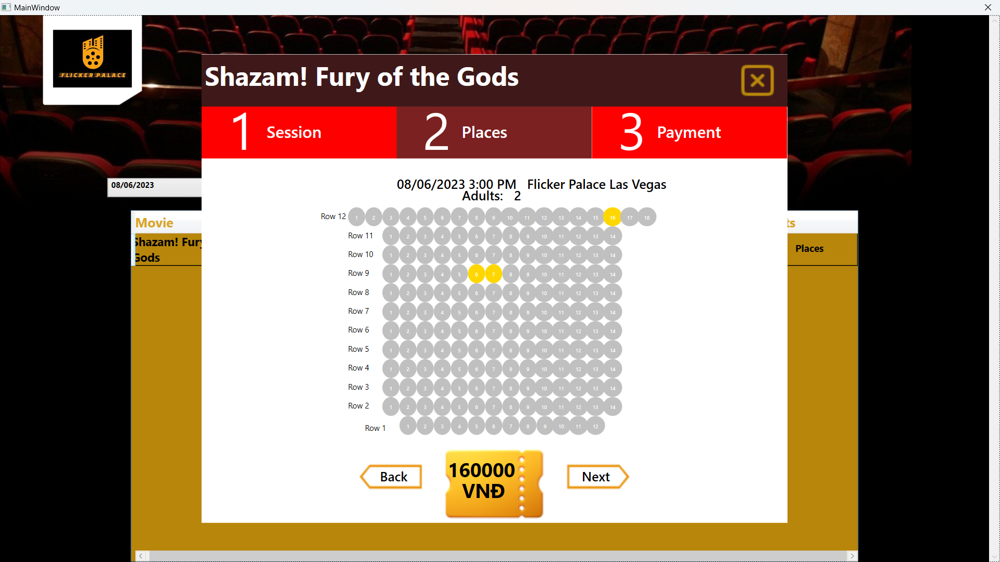 MainWindow
FLICKER PALACE
Shazam! Fury of the Gods
1 Session
2 Places
3 Payment
08/06/2023
08/06/2023 3:00 PM Flicker Palace Las Vegas
Adults: 2
Movie
ts
Shazam! Fury
Gods
Places
Row 12 1 2 3 4 5 6 7 8 9 10 11 12 13 14 15 16 17 18
Row 11 1 2 3 4 5 6 7 8 9 10 11 12 13 14
Row 10 1 2 3 4 5 6 7 8 9 10 11 12 13 14
Row 9 1 2 3 4 5 6 7 8 9 10 11 12 13 14
Row 8 1 2 3 4 5 6 7 8 9 10 11 12 13 14
Row 7 1 2 3 4 5 6 7 8 9 10 11 12 13 14
Row 6 1 2 3 4 5 6 7 8 9 10 11 12 13 14
Row 5 1 2 3 4 5 6 7 8 9 10 11 12 13 14
Row 4 1 2 3 4 5 6 7 8 9 10 11 12 13 14
Row 3 1 2 3 4 5 6 7 8 9 10 11 12 13 14
Row 2 1 2 3 4 5 6 7 8 9 10 11 12 13 14
Row 1 1 2 3 4 5 6 7 8 9 10 11 12
Back
160000
VNĐ
Next